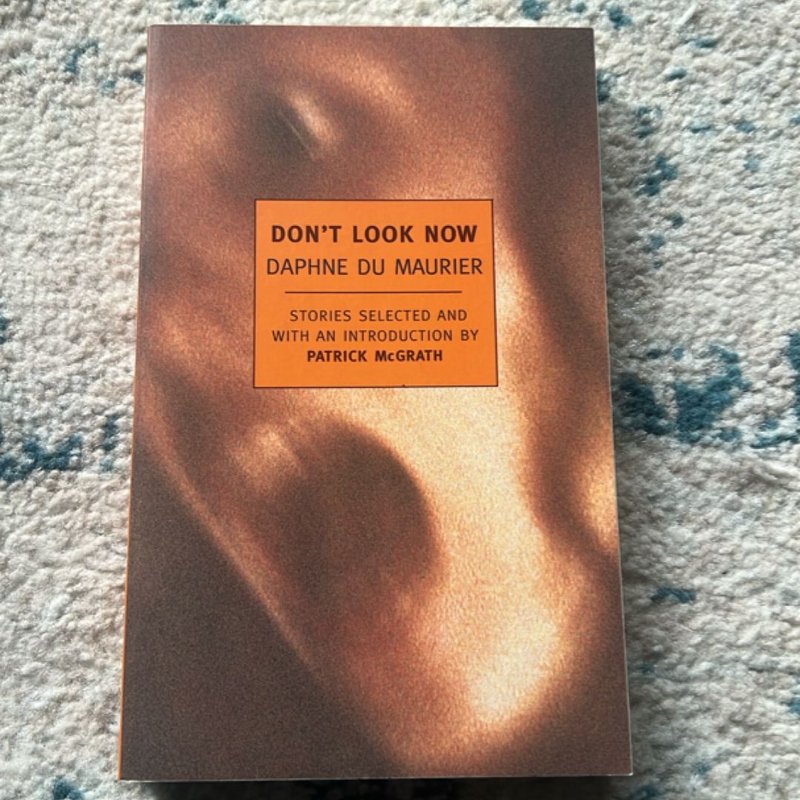 DON'T LOOK NOW
DAPHNE DU MAURIER
STORIES SELECTED AND
WITH AN INTRODUCTION BY
PATRICK McGRATH